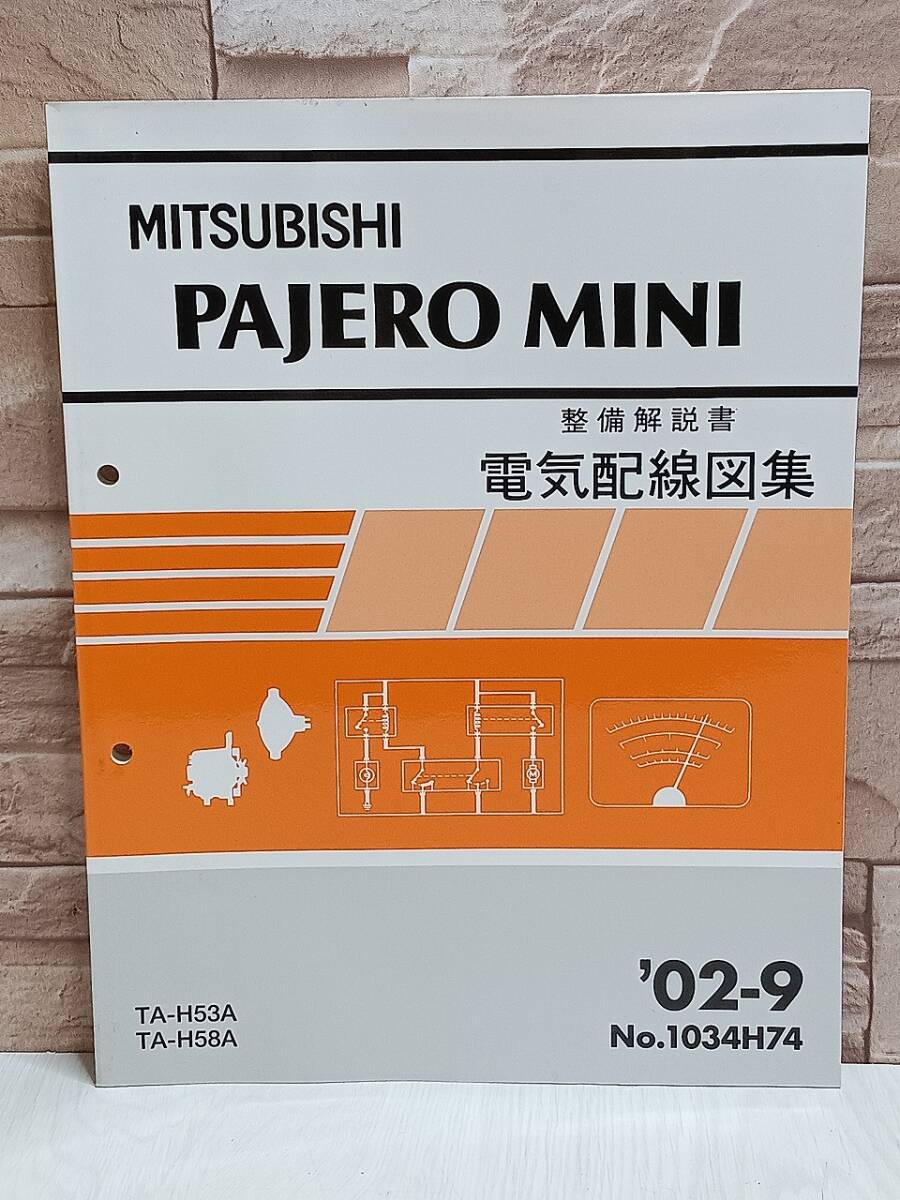 MITSUBISHI
PAJERO MINI
整備解説書
電気配線図集
M
TA-H53A
TA-H58A
'02-9
No.1034H74